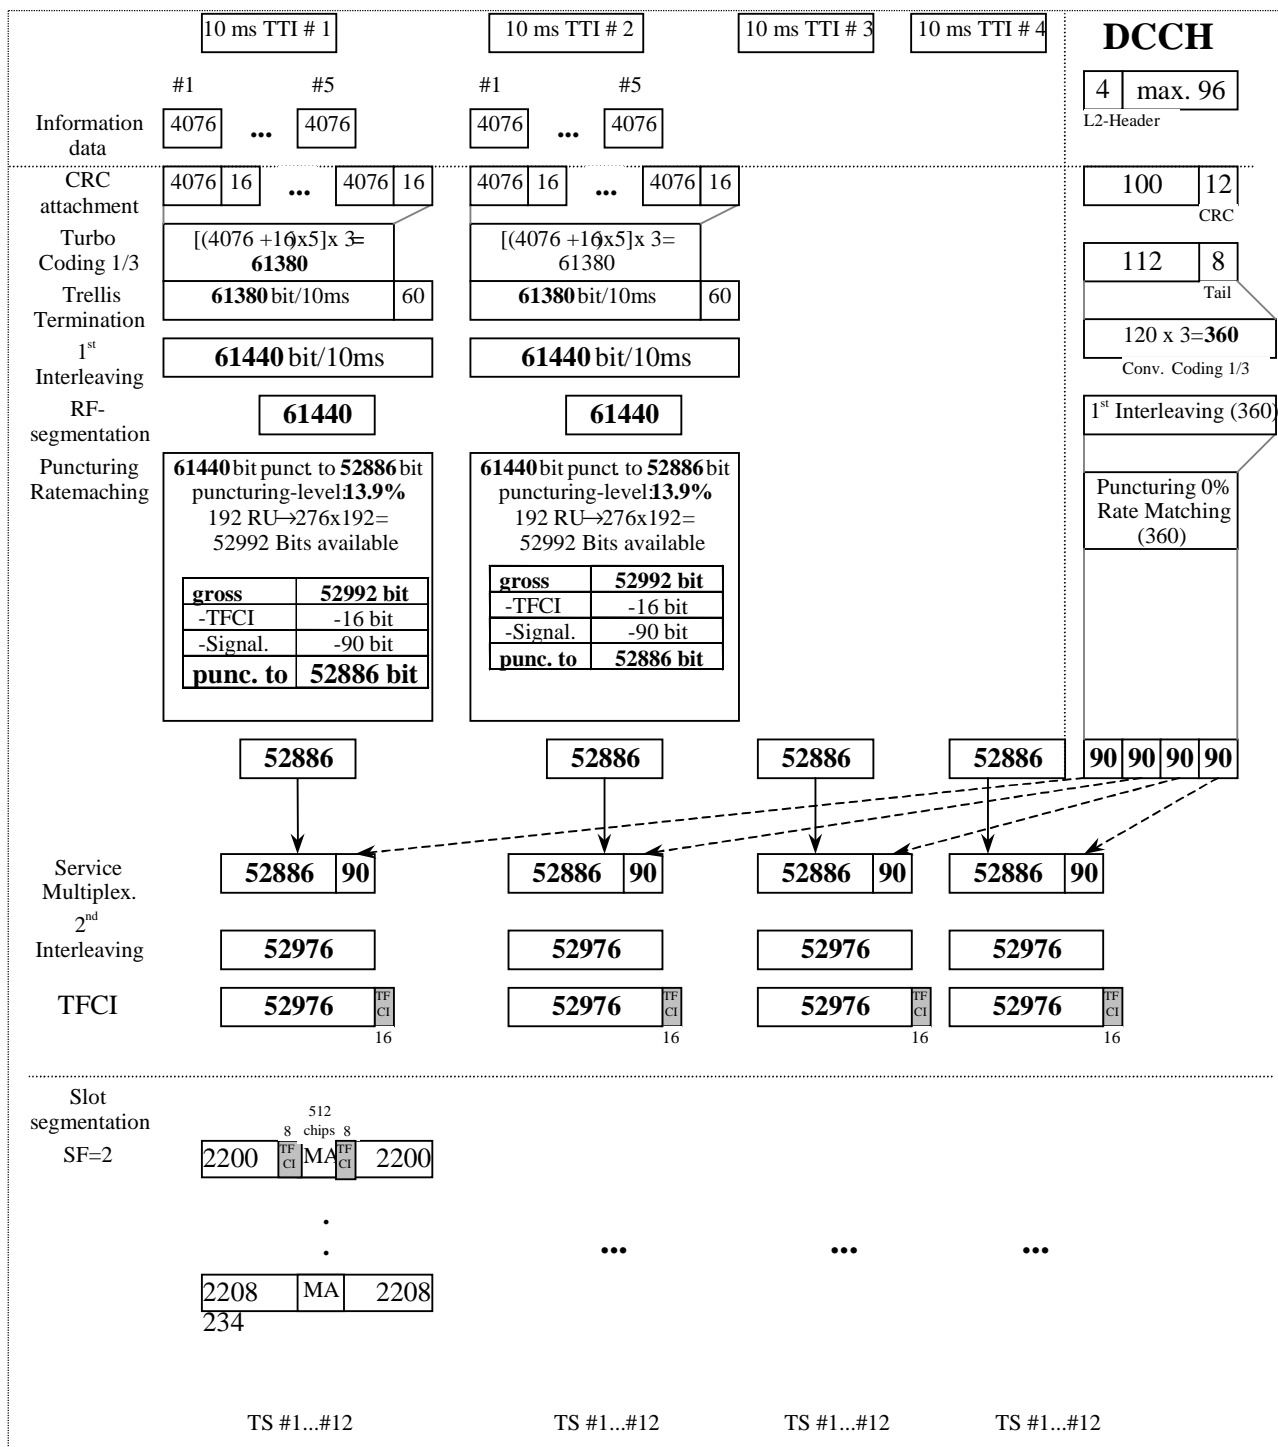 10 ms TTI # 1 10 ms TTI # 2 10 ms TTI # 3 10 ms TTI # 4 DCCH
#1 #5 #1 #5
4 max. 96
L2-Header
Information
data
4076 ... 4076 4076 ... 4076
CRC
attachment
4076 16 ... 4076 16 4076 16 ... 4076 16 100 12
CRC
Turbo
Coding 1/3
[(4076 +16)x5]x 3=
61380
[(4076 +16)x5]x 3=
61380
112 8
Tail
Trellis
Termination
61380 bit/10ms 60 61380 bit/10ms 60
120 x 3=360
Conv. Coding 1/3
1st
Interleaving
61440 bit/10ms 61440 bit/10ms
RF-
segmentation
61440 61440 1st Interleaving (360)
Puncturing
Ratemaching
61440 bit punct. to 52886 bit
puncturing-level:13.9%
192 RU→276x192=
52992 Bits available
gross 52992 bit
-TFCI -16 bit
-Signal. -90 bit
punc. to 52886 bit
61440 bit punct. to 52886 bit
puncturing-level:13.9%
192 RU→276x192=
52992 Bits available
gross 52992 bit
-TFCI -16 bit
-Signal. -90 bit
punc. to 52886 bit
Puncturing 0%
Rate Matching
(360)
52886 52886 52886 52886 90 90 90 90
Service
Multiplex.
52886 90 52886 90 52886 90 52886 90
2nd
Interleaving
52976 52976 52976 52976
TFCI
52976 TF CI 52976 TF CI 52976 TF CI 52976 TF CI
16 16 16 16
Slot
segmentation
SF=2
512
8 chips 8
2200 TF CI MA TF CI 2200
.
. ... ... ...
2208 MA 2208
234
TS #1...#12 TS #1...#12 TS #1...#12 TS #1...#12